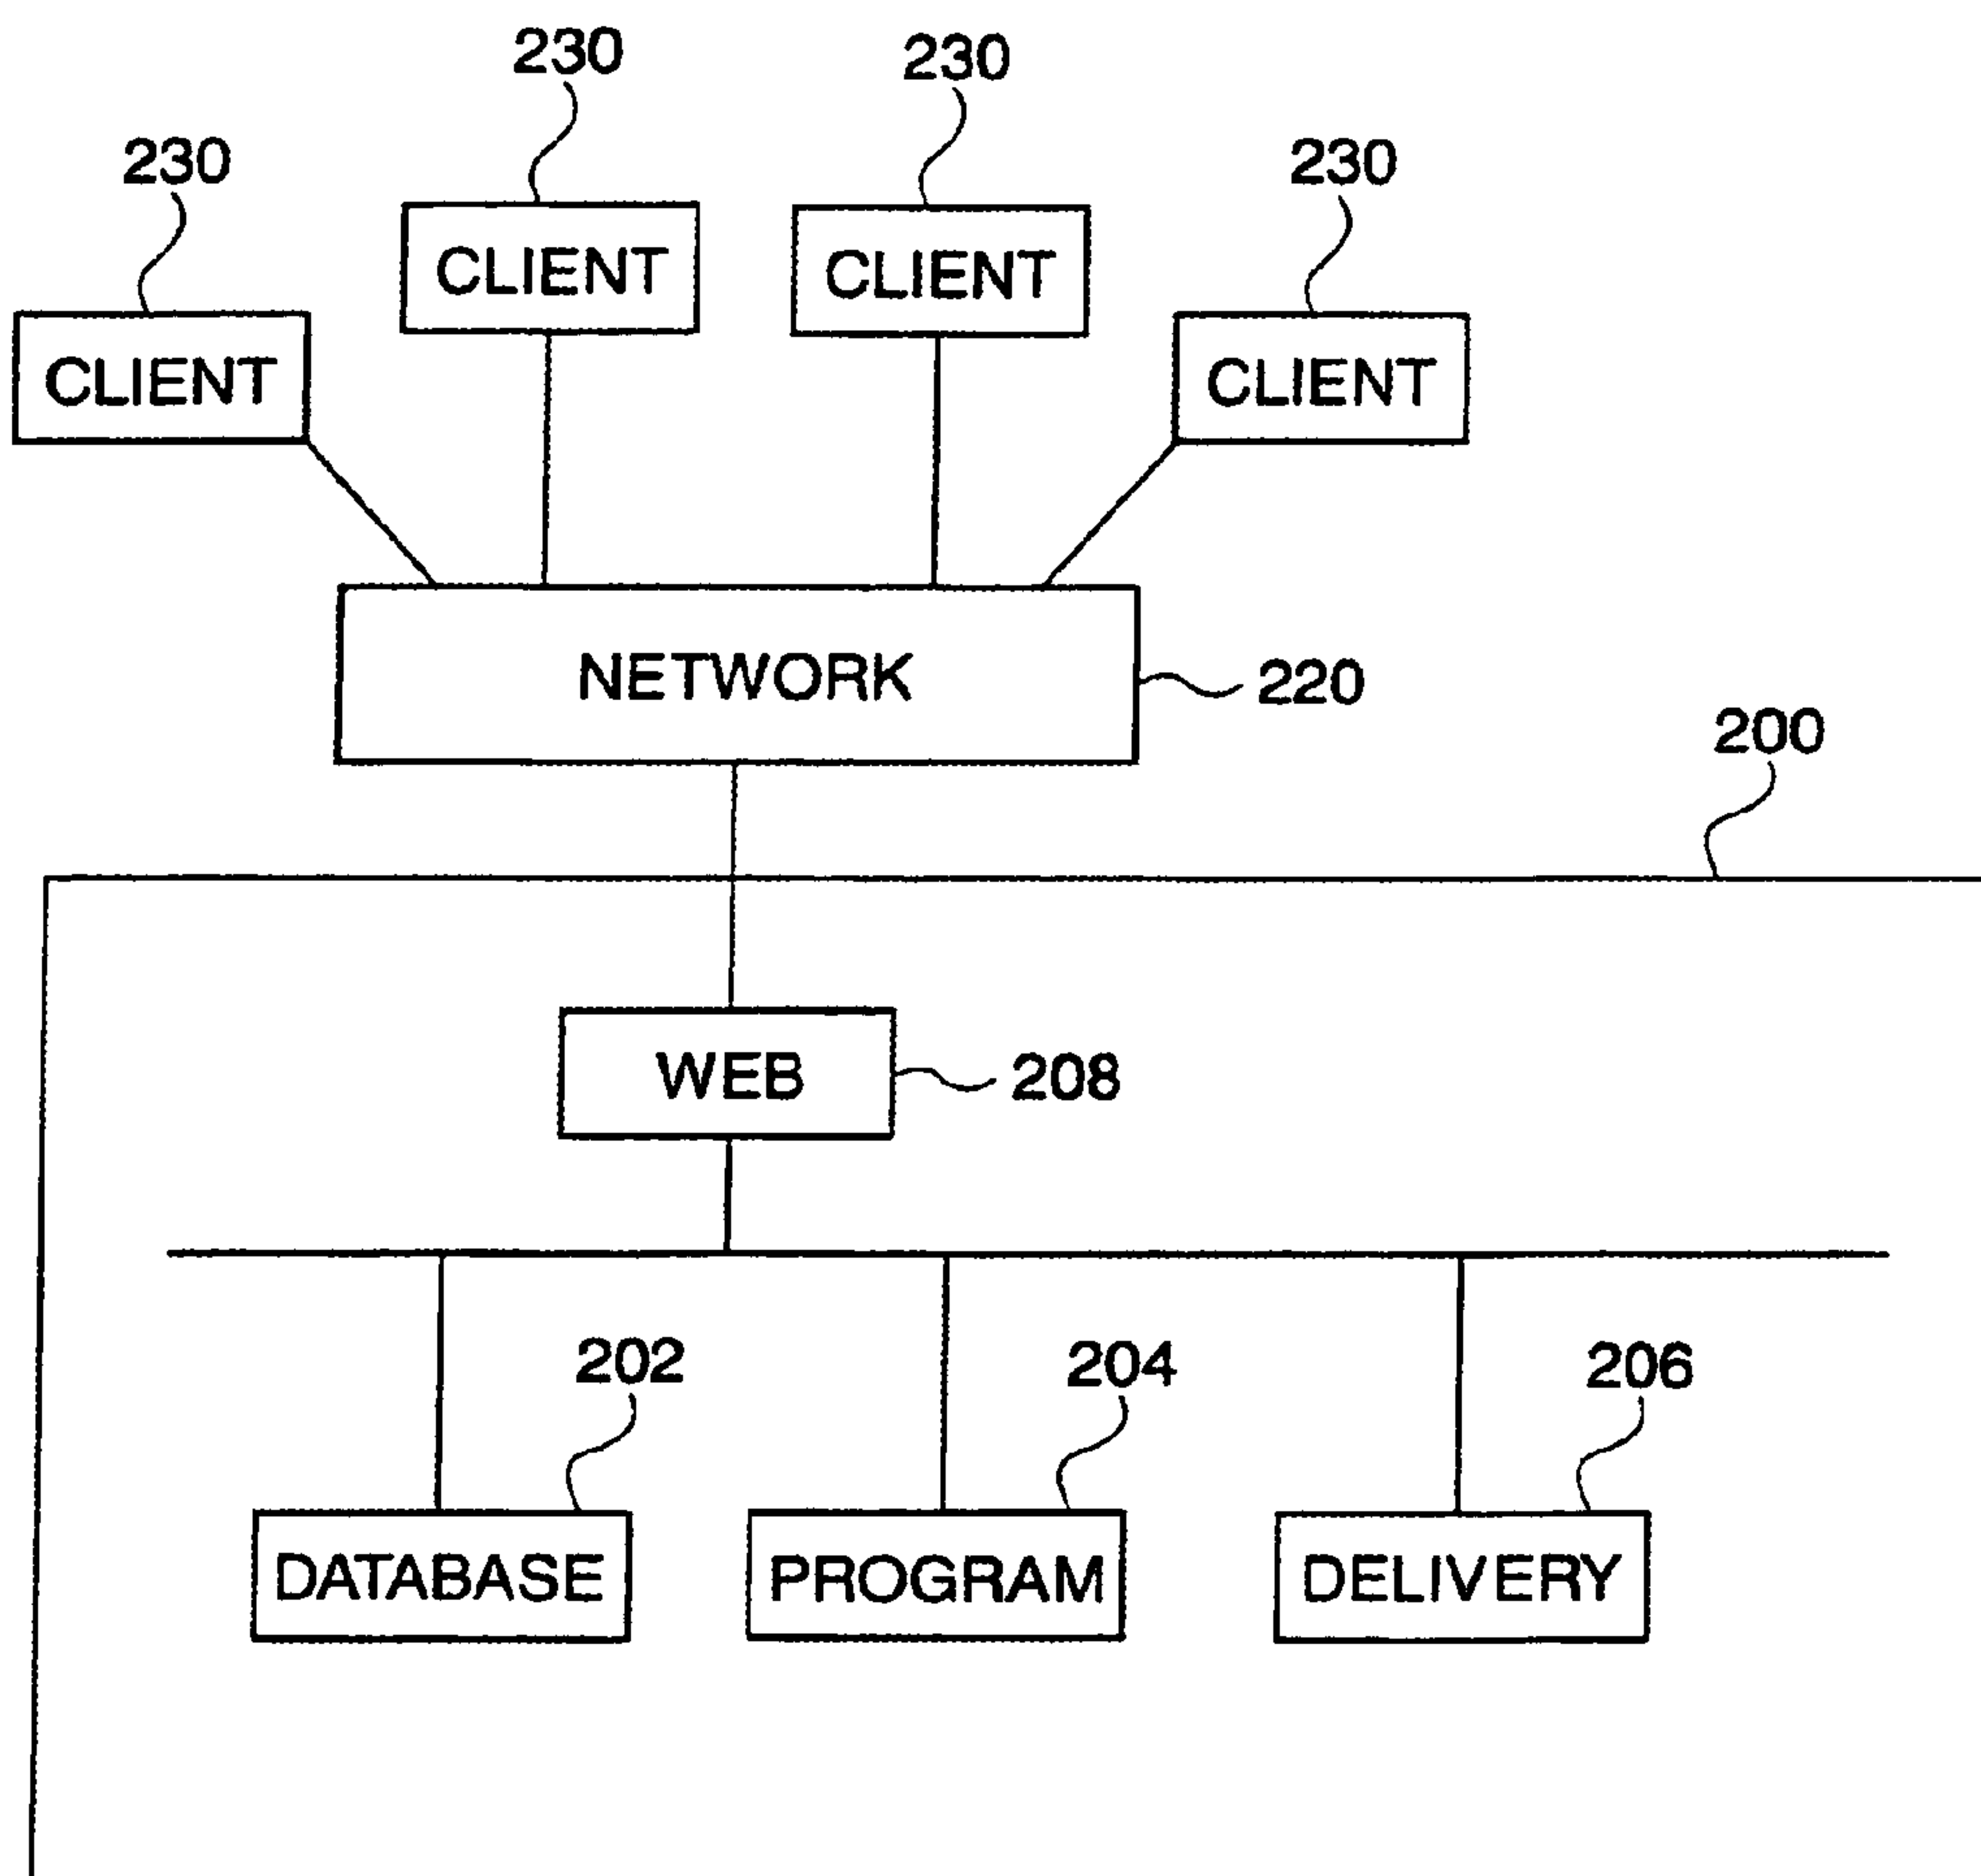 230
230
230
230
CLIENT
CLIENT
CLIENT
CLIENT
NETWORK
220
200
WEB
208
202
204
206
DATABASE
PROGRAM
DELIVERY